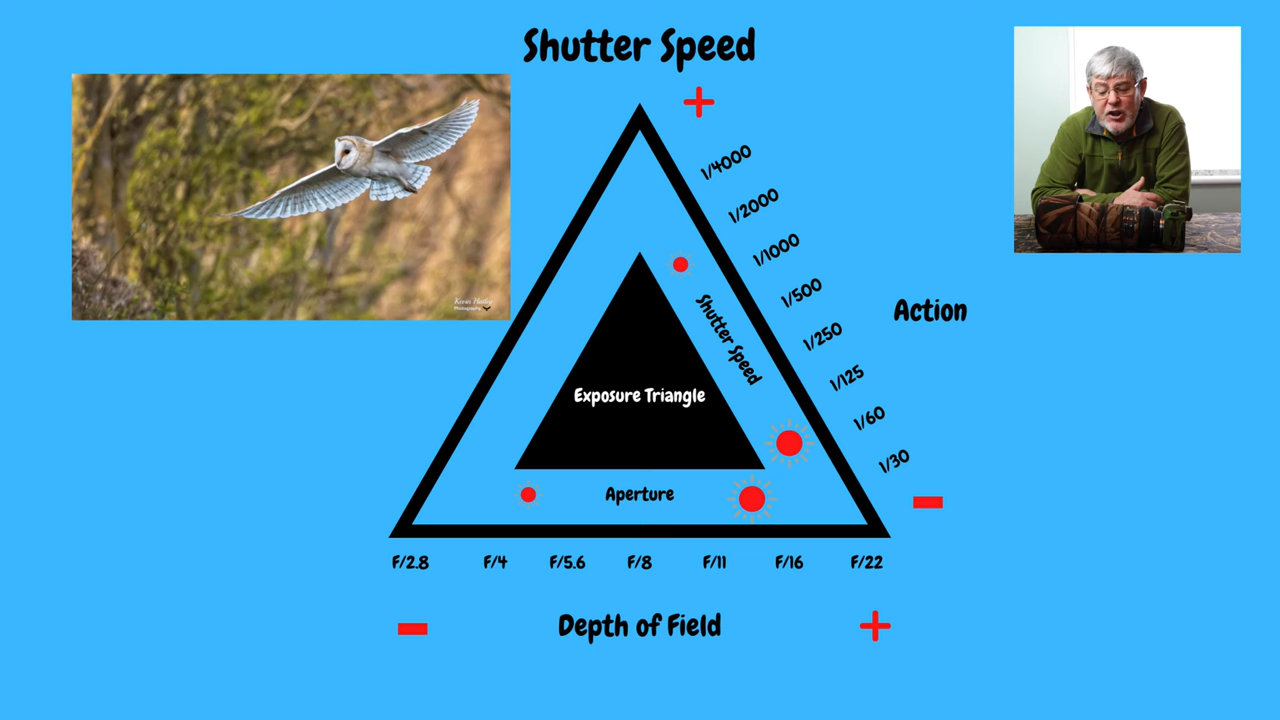 Shutter Speed
1/4000
1/2000
1/1000
1/500
1/250
1/125
1/60
1/30
Action
Shutter Speed
Exposure Triangle
Aperture
F/2.8 F/4 F/5.6 F/8 F/11 F/16 F/22
Depth of Field
Photography